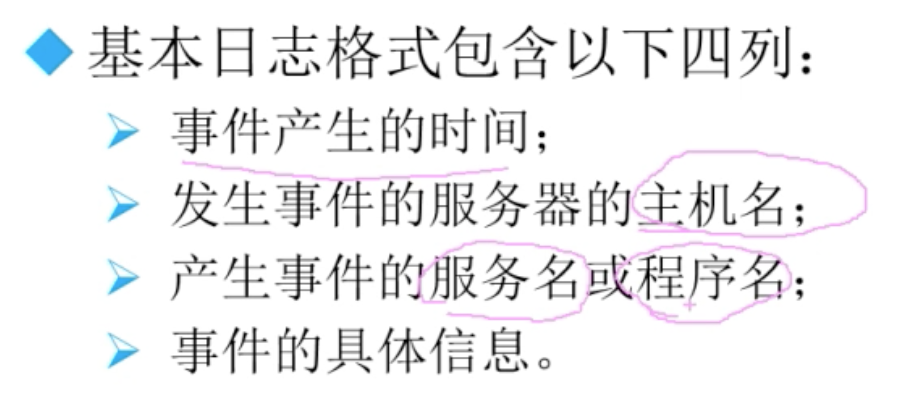 基本日志格式包含以下四列：
事件产生的时间；
发生事件的服务器的主机名；
产生事件的服务名或程序名；
事件的具体信息。